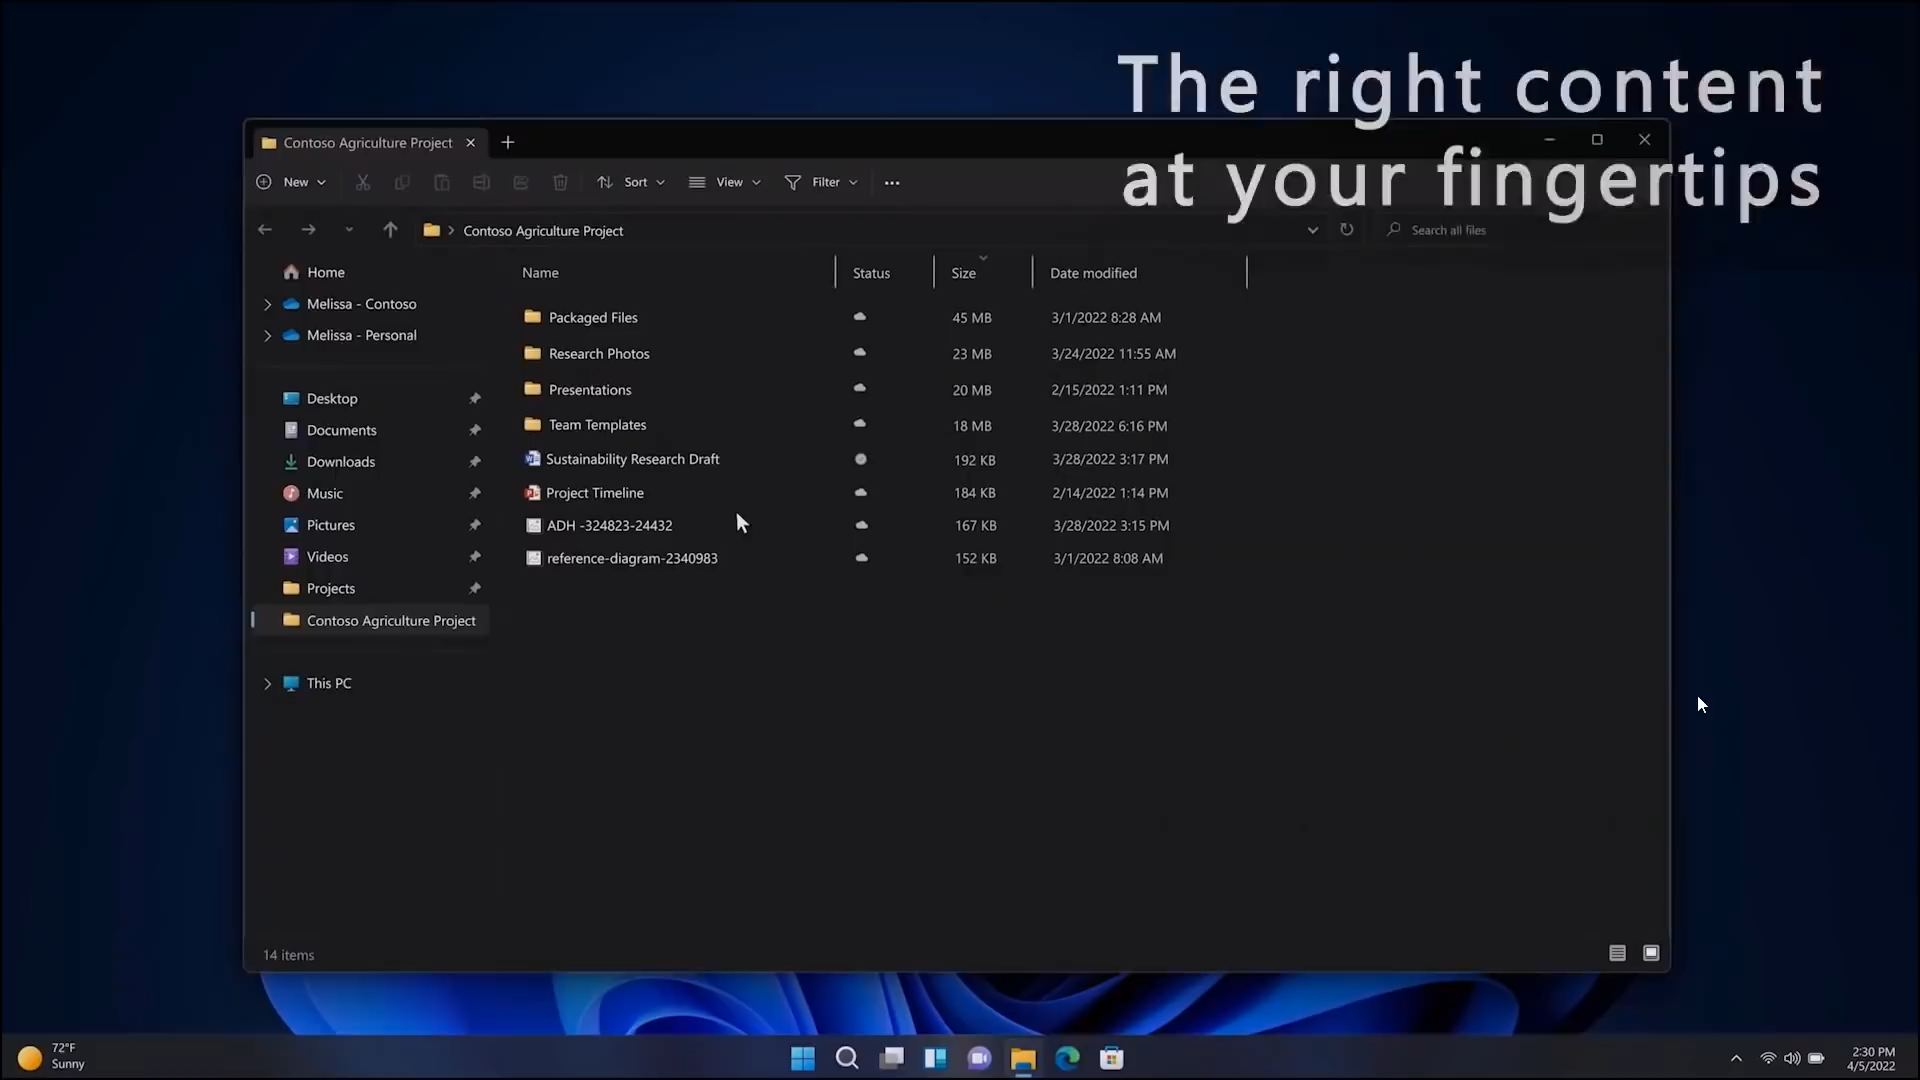 The right content
at your fingertips
Contoso Agriculture Project
New
Sort
View
Filter
Contoso Agriculture Project
Search all files
Home
Melissa - Contoso
Melissa - Personal
Desktop
Documents
Downloads
Music
Pictures
Videos
Projects
Contoso Agriculture Project
This PC
Name Status Size Date modified
Packaged Files 45 MB 3/1/2022 8:28 AM
Research Photos 23 MB 3/24/2022 11:55 AM
Presentations 20 MB 2/15/2022 1:11 PM
Team Templates 18 MB 3/28/2022 6:16 PM
Sustainability Research Draft 192 KB 3/28/2022 3:17 PM
Project Timeline 184 KB 2/14/2022 1:14 PM
ADH -324823-24432 167 KB 3/28/2022 3:15 PM
reference-diagram-2340983 152 KB 3/1/2022 8:08 AM
14 items
72°F
Sunny
2:30 PM
4/5/2022